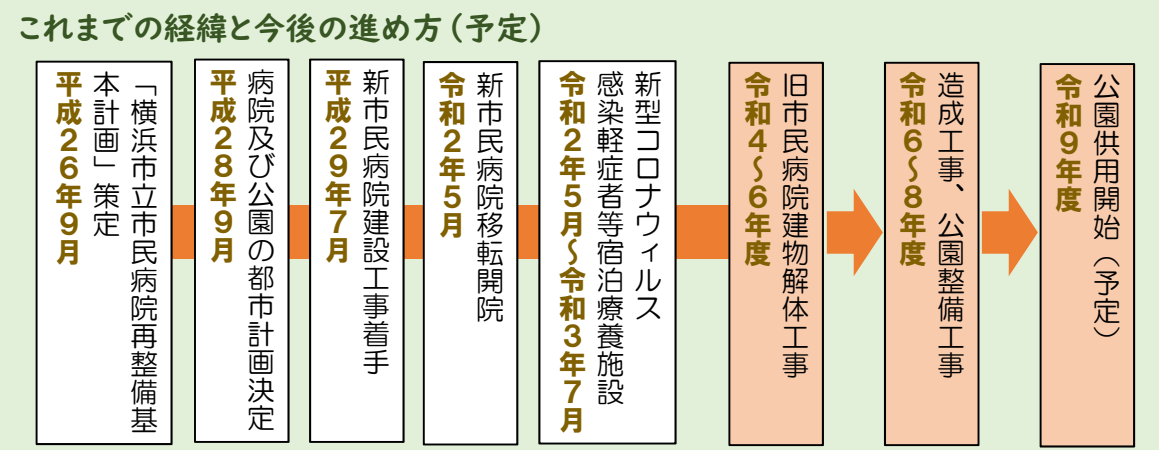 これまでの経緯と今後の進め方（予定）
「横浜市立市民病院再整備基
本計画」策定
平成２６年９月
病院及び公園の都市計画決定
平成２８年９月
新市民病院建設工事着手
平成２９年７月
新市民病院移転開院
令和２年５月
新型コロナウィルス
感染軽症者等宿泊療養施設
令和２年５月～令和３年７月
旧市民病院建物解体工事
令和４～６年度
造成工事、公園整備工事
令和６～８年度
公園供用開始（予定）
令和９年度